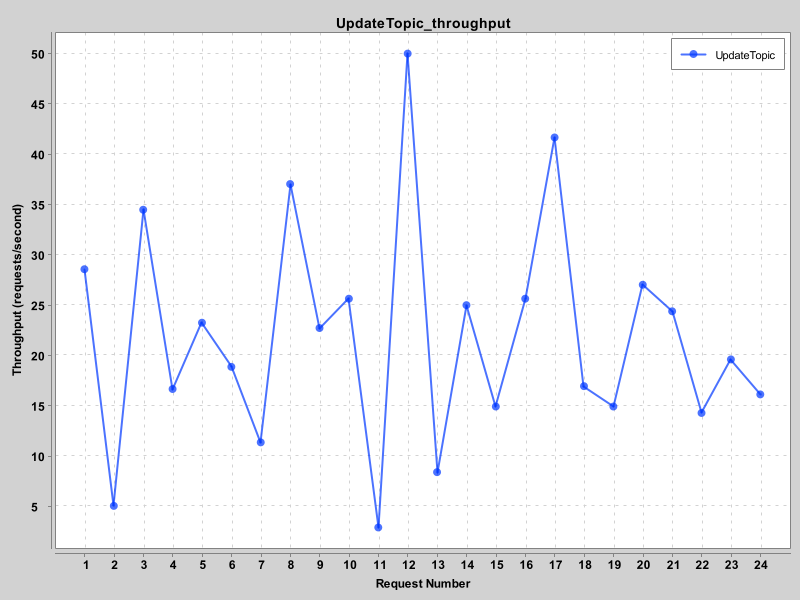 UpdateTopic_throughput
UpdateTopic
Throughput (requests/second)
50
45
40
35
30
25
20
15
10
5
1 2 3 4 5 6 7 8 9 10 11 12 13 14 15 16 17 18 19 20 21 22 23 24
Request Number